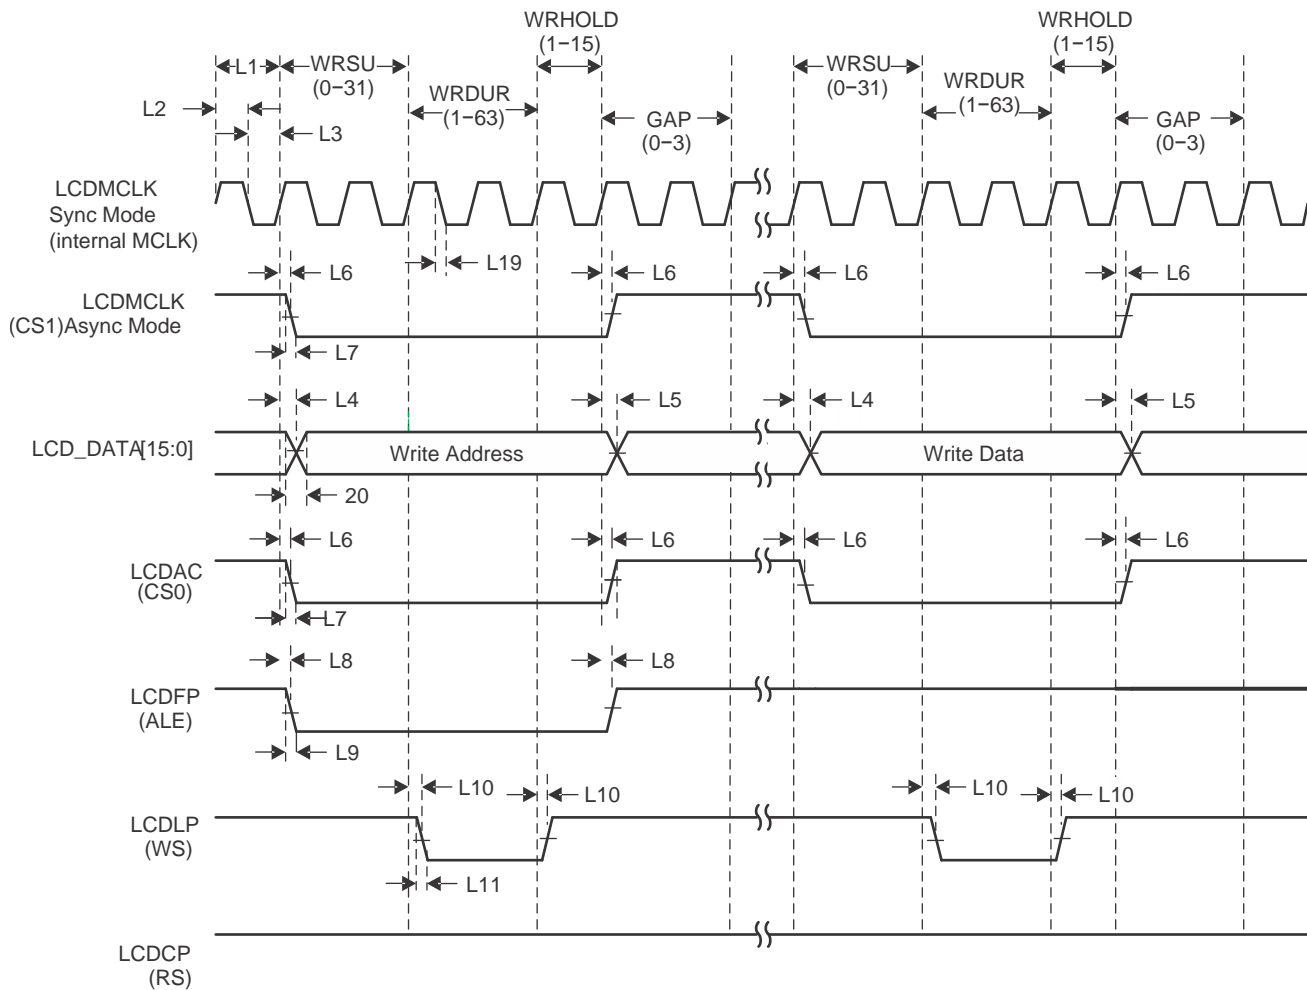 WRHOLD
(1−15)
WRHOLD
(1−15)
L1
WRSU
(0−31)
WRSU
(0−31)
WRDUR
(1−63)
WRDUR
(1−63)
L2
L3
GAP
(0−3)
GAP
(0−3)
LCDMCLK
Sync Mode
(internal MCLK)
L19
L6
L6
L6
L6
LCDMCLK
(CS1)Async Mode
L7
L4
L5
L4
L5
LCD_DATA[15:0]
Write Address
Write Data
20
L6
L6
L6
L6
LCDAC
(CS0)
L7
L8
L8
LCDFP
(ALE)
L9
L10
L10
L10
L10
LCDLP
(WS)
L11
LCDCP
(RS)